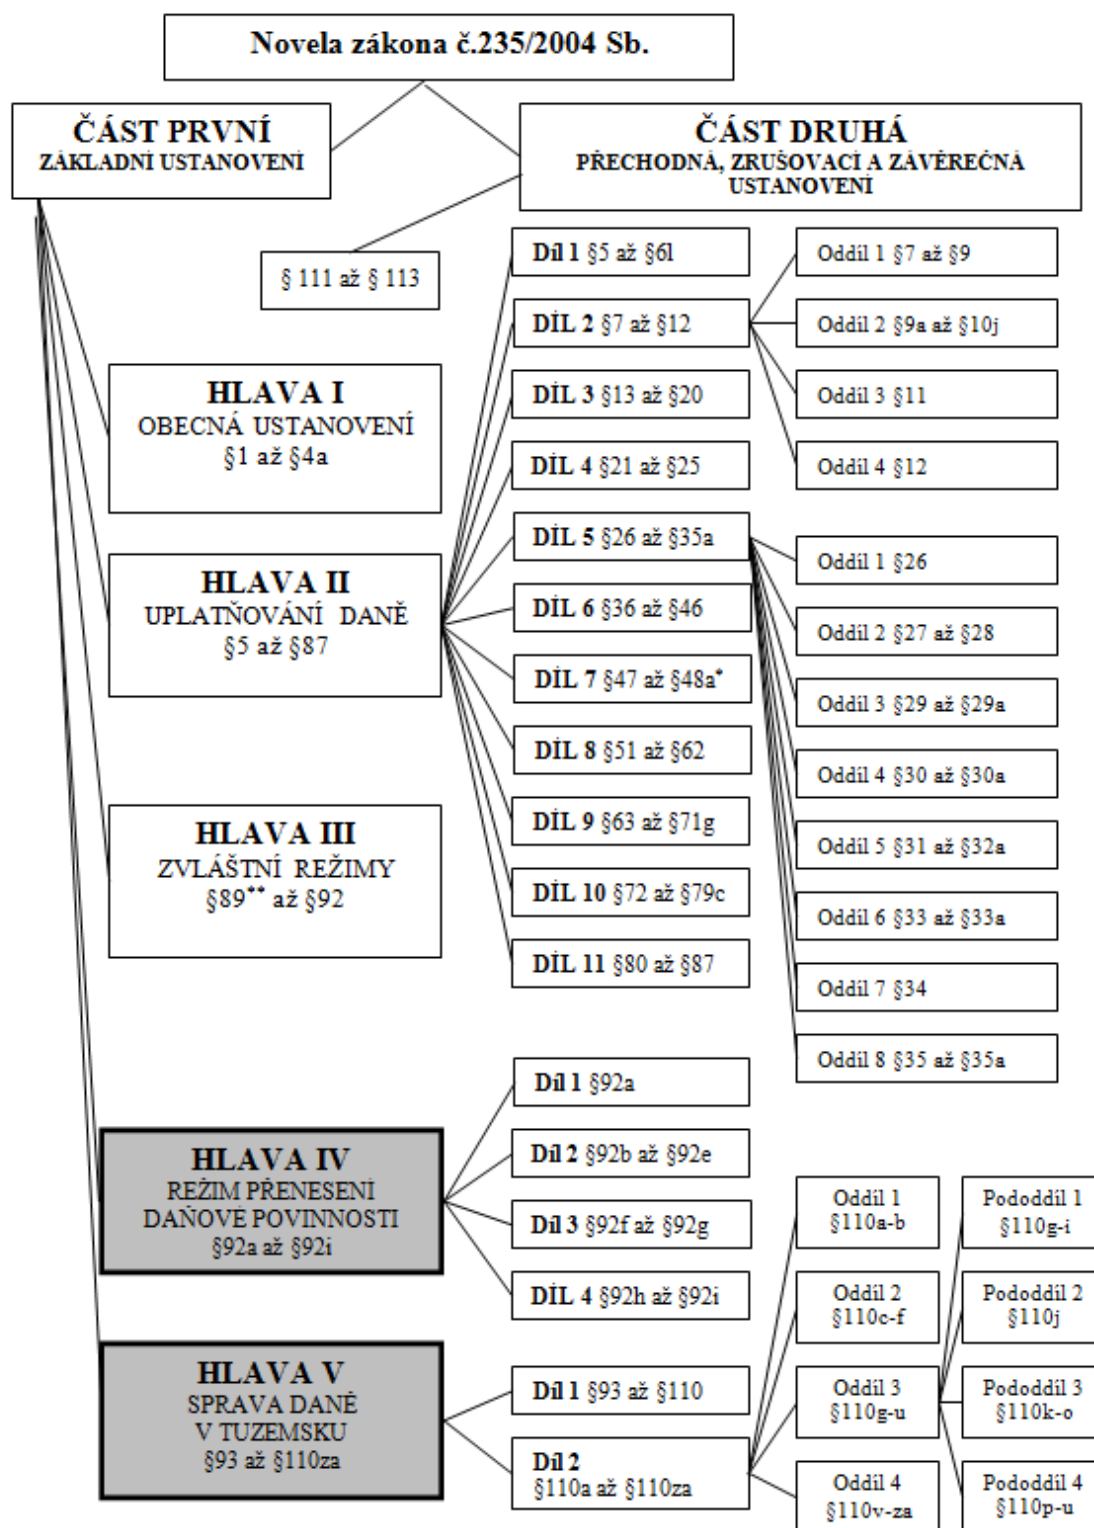 Novela zákona č.235/2004 Sb.
ČÁST PRVNÍ
ZÁKLADNÍ USTANOVENÍ
ČÁST DRUHÁ
PŘECHODNÁ, ZRUŠOVACÍ A ZÁVĚREČNÁ
USTANOVENÍ
§ 111 až § 113
HLAVA I
OBECNÁ USTANOVENÍ
§1 až §4a
HLAVA II
UPLATŇOVÁNÍ DANĚ
§5 až §87
Díl 1 §5 až §6l
DÍL 2 §7 až §12
DÍL 3 §13 až §20
DÍL 4 §21 až §25
DÍL 5 §26 až §35a
DÍL 6 §36 až §46
DÍL 7 §47 až §48a*
DÍL 8 §51 až §62
DÍL 9 §63 až §71g
DÍL 10 §72 až §79c
DÍL 11 §80 až §87
Oddíl 1 §7 až §9
Oddíl 2 §9a až §10j
Oddíl 3 §11
Oddíl 4 §12
Oddíl 1 §26
Oddíl 2 §27 až §28
Oddíl 3 §29 až §29a
Oddíl 4 §30 až §30a
Oddíl 5 §31 až §32a
Oddíl 6 §33 až §33a
Oddíl 7 §34
Oddíl 8 §35 až §35a
HLAVA III
ZVLÁŠTNÍ REŽIMY
§89** až §92
HLAVA IV
REŽIM PŘENESENÍ
DAŇOVÉ POVINNOSTI
§92a až §92i
Díl 1 §92a
Díl 2 §92b až §92e
Díl 3 §92f až §92g
DÍL 4 §92h až §92i
HLAVA V
SPRAVA DANĚ
V TUZEMSKU
§93 až §110za
Díl 1 §93 až §110
Díl 2
§110a až §110za
Oddíl 1
§110a-b
Oddíl 2
§110c-f
Oddíl 3
§110g-u
Oddíl 4
§110v-za
Pododdíl 1
§110g-i
Pododdíl 2
§110j
Pododdíl 3
§110k-o
Pododdíl 4
§110p-u